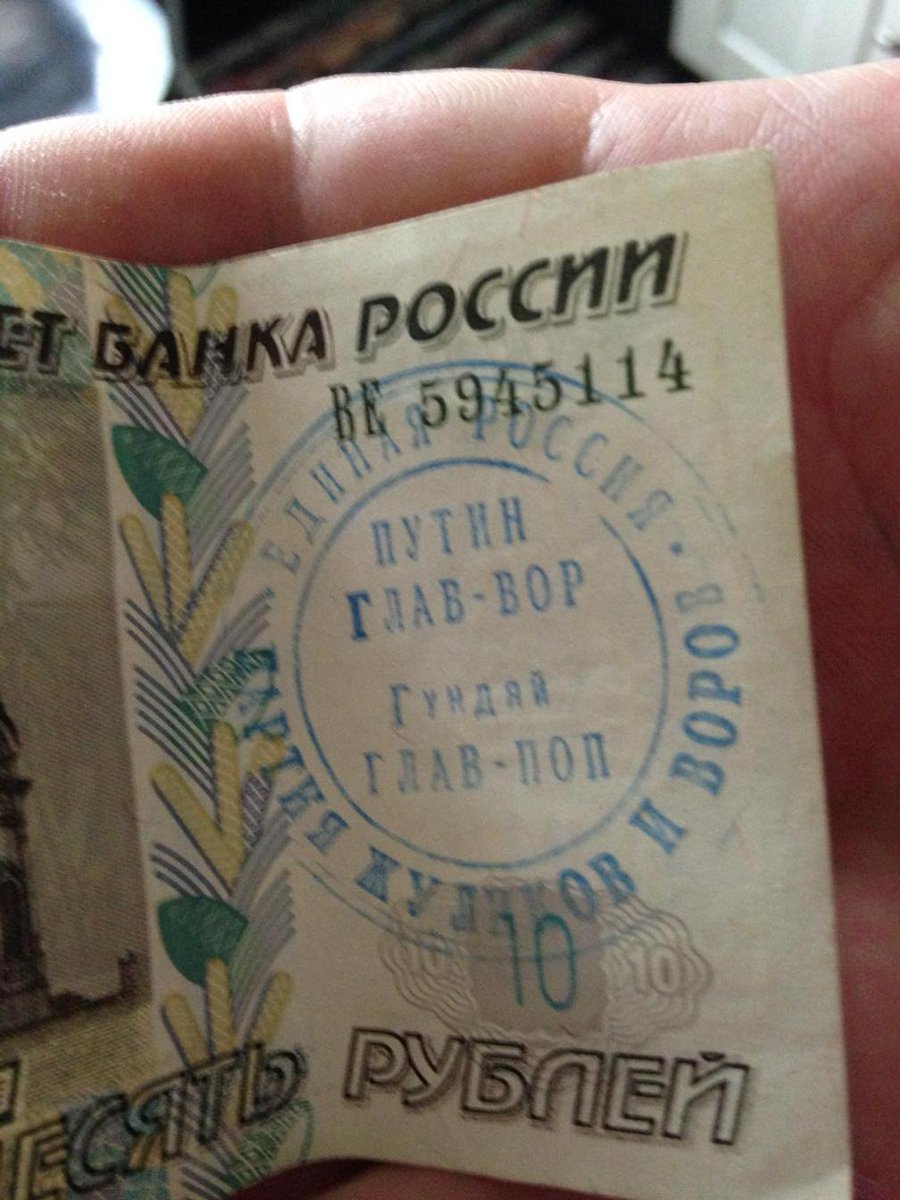 ЕТ БАНКА РОССИИ
ВЕ 5945114
ЕДИНАЯ РОССИЯ ·
ПУТИН
ГЛАВ-ВОР
Гундяй
ГЛАВ-ПОП
ПАРТИЯ ЖУЛИКОВ И ВОРОВ
10
10 10
ЕСЯТЬ РУБЛЕЙ